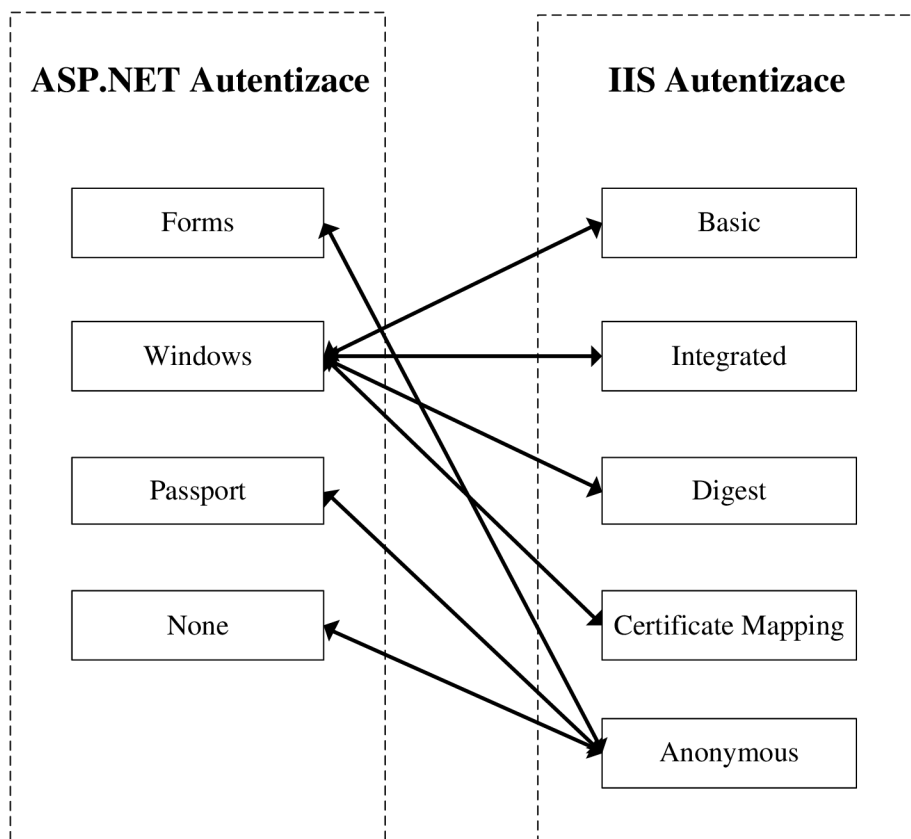 ASP.NET Autentizace
Forms
Windows
Passport
None
IIS Autentizace
Basic
Integrated
Digest
Certificate Mapping
Anonymous